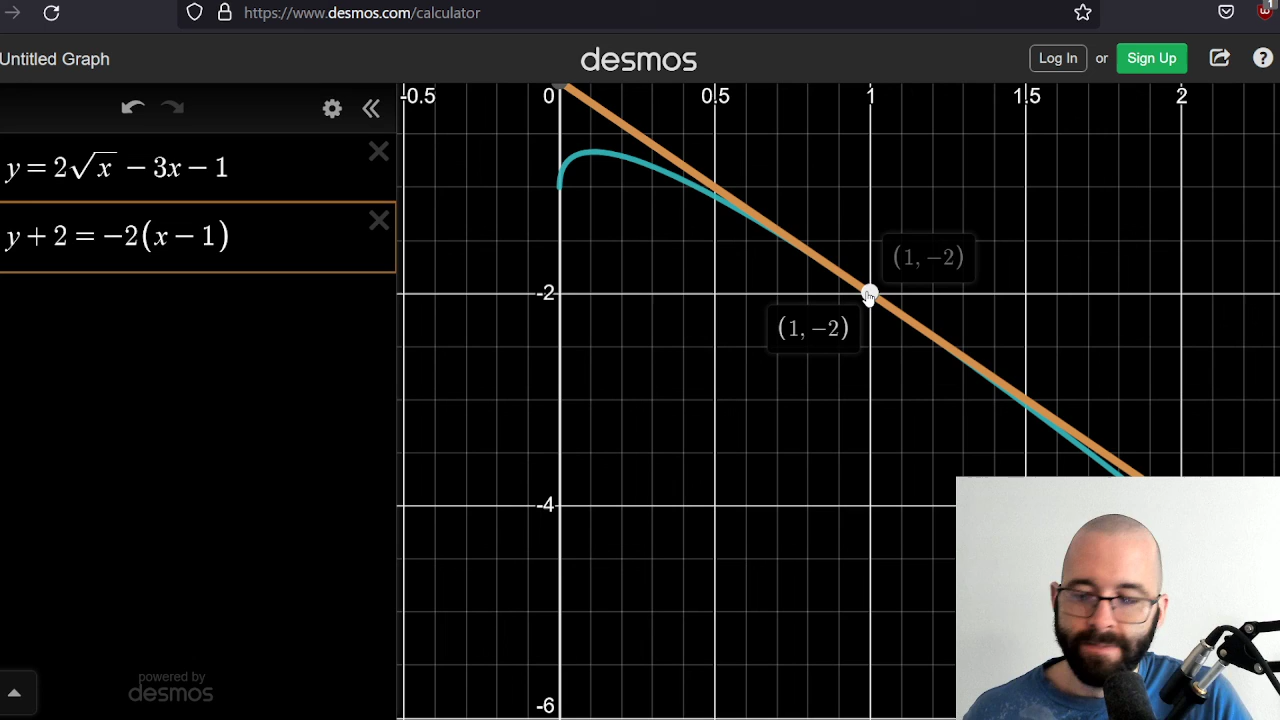 https://www.desmos.com/calculator
1
Untitled Graph
desmos
Log In or Sign Up
?
y = 2√x − 3x − 1
y + 2 = −2(x − 1)
-0.5 0 0.5 1 1.5 2
(1, −2)
-2
(1, −2)
-4
-6
powered by
desmos